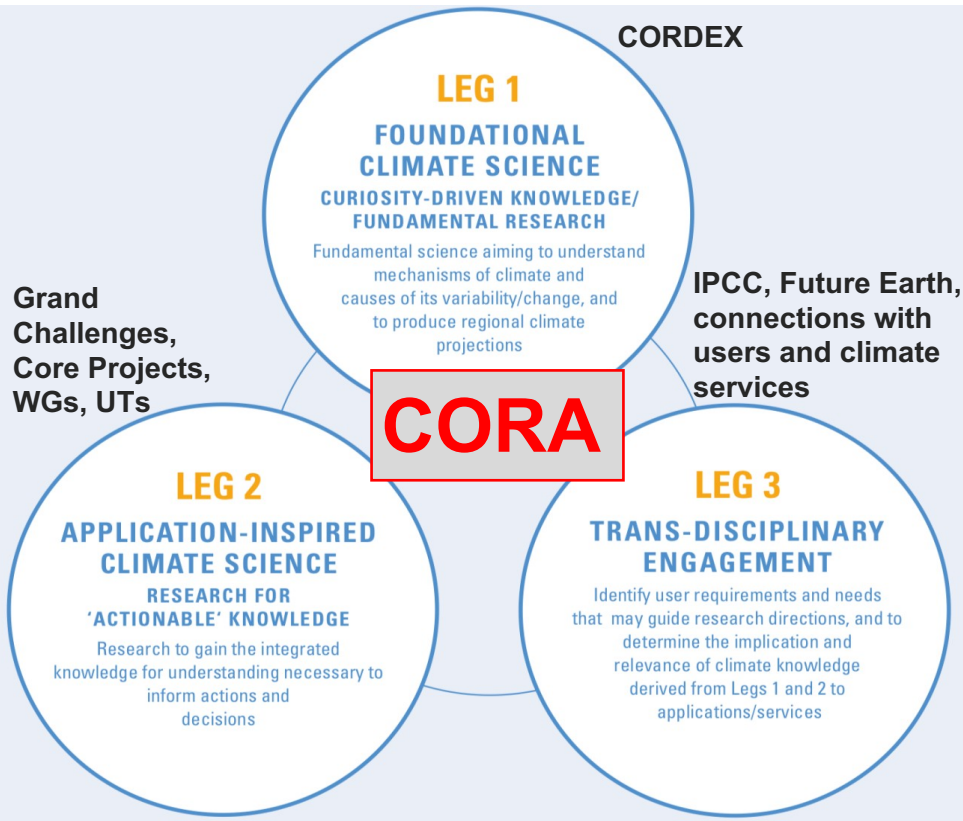 CORDEX
LEG 1
FOUNDATIONAL
CLIMATE SCIENCE
CURIOSITY-DRIVEN KNOWLEDGE/
FUNDAMENTAL RESEARCH
Fundamental science aiming to understand
mechanisms of climate and
causes of its variability/change, and
to produce regional climate
projections
Grand
Challenges,
Core Projects,
WGs, UTs
IPCC, Future Earth,
connections with
users and climate
services
CORA
LEG 2
APPLICATION-INSPIRED
CLIMATE SCIENCE
RESEARCH FOR
'ACTIONABLE' KNOWLEDGE
Research to gain the integrated
knowledge for understanding necessary to
inform actions and
decisions
LEG 3
TRANS-DISCIPLINARY
ENGAGEMENT
Identify user requirements and needs
that may guide research directions, and to
determine the implication and
relevance of climate knowledge
derived from Legs 1 and 2 to
applications/services